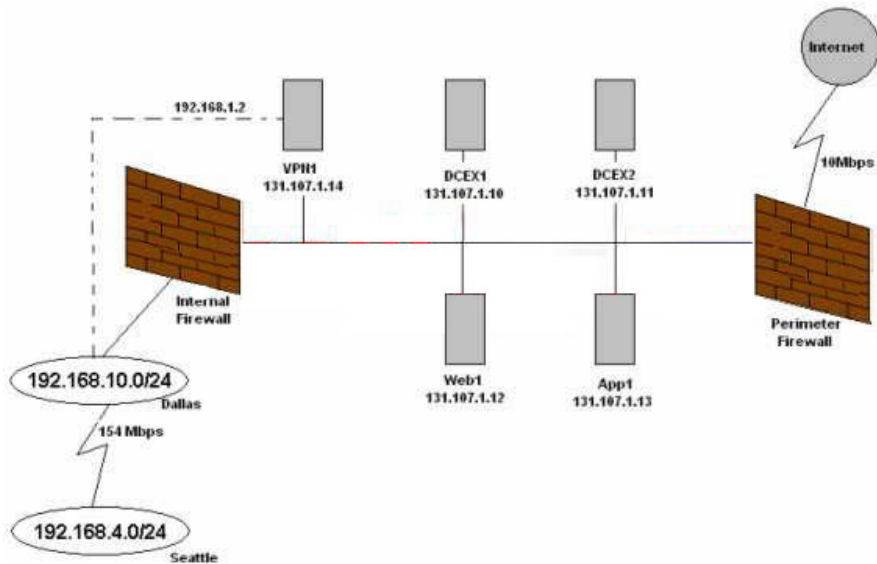 Internet
192.168.1.2
10Mbps
VPN1
131.107.1.14
DCEX1
131.107.1.10
DCEX2
131.107.1.11
Internal
Firewall
Perimeter
Firewall
Web1
131.107.1.12
App1
131.107.1.13
192.168.10.0/24
Dallas
154 Mbps
192.168.4.0/24
Seattle